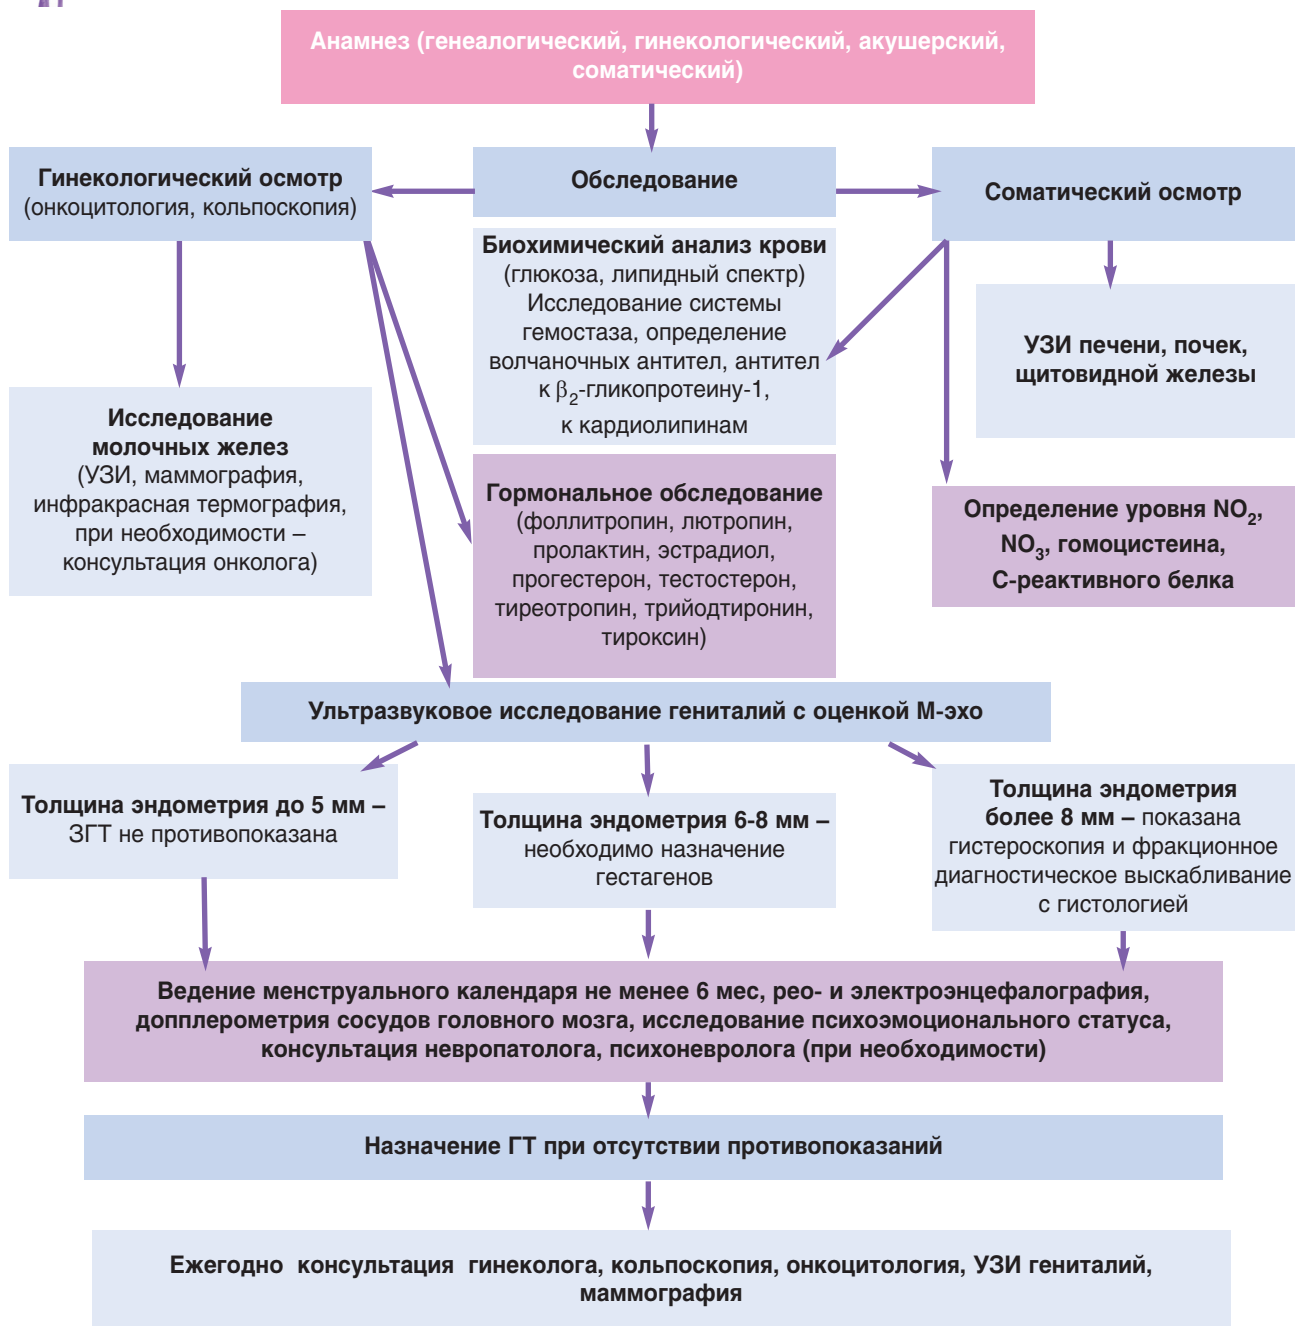 Анамнез (генеалогический, гинекологический, акушерский,
соматический)
Гинекологический осмотр
(онкоцитология, кольпоскопия)
Обследование
Соматический осмотр
Биохимический анализ крови
(глюкоза, липидный спектр)
Исследование системы
гемостаза, определение
волчаночных антител, антител
к β₂-гликопротеину-1,
к кардиолипинам
УЗИ печени, почек,
щитовидной железы
Исследование
молочных желез
(УЗИ, маммография,
инфракрасная термография,
при необходимости –
консультация онколога)
Гормональное обследование
(фоллитропин, лютропин,
пролактин, эстрадиол,
прогестерон, тестостерон,
тиреотропин, трийодтиронин,
тироксин)
Определение уровня NO₂,
NO₃, гомоцистеина,
С-реактивного белка
Ультразвуковое исследование гениталий с оценкой М-эхо
Толщина эндометрия до 5 мм –
ЗГТ не противопоказана
Толщина эндометрия 6-8 мм –
необходимо назначение
гестагенов
Толщина эндометрия
более 8 мм – показана
гистероскопия и фракционное
диагностическое выскабливание
с гистологией
Ведение менструального календаря не менее 6 мес, рео- и электроэнцефалография,
допплерометрия сосудов головного мозга, исследование психоэмоционального статуса,
консультация невропатолога, психоневролога (при необходимости)
Назначение ГТ при отсутствии противопоказаний
Ежегодно консультация гинеколога, кольпоскопия, онкоцитология, УЗИ гениталий,
маммография